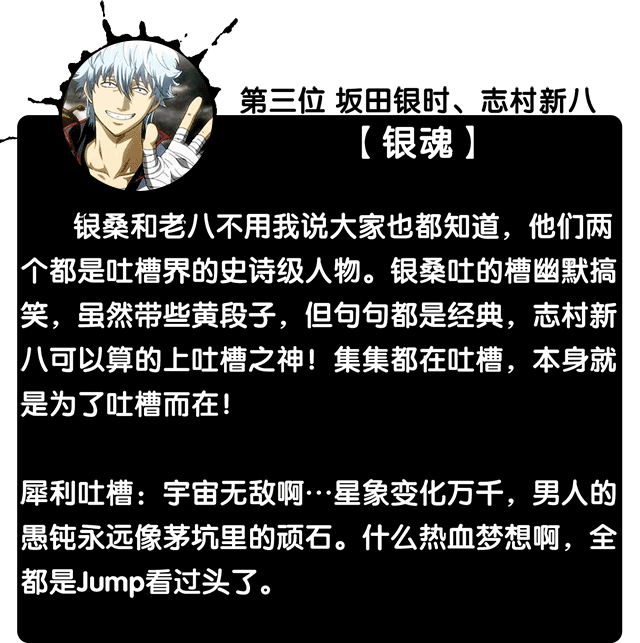 第三位 坂田银时、志村新八
【银魂】
银桑和老八不用我说大家也都知道，他们两
个都是吐槽界的史诗级人物。银桑吐的槽幽默搞
笑，虽然带些黄段子，但句句都是经典，志村新
八可以算的上吐槽之神！集集都在吐槽，本身就
是为了吐槽而在！
犀利吐槽：宇宙无敌啊…星象变化万千，男人的
愚钝永远像茅坑里的顽石。什么热血梦想啊，全
都是Jump看过头了。